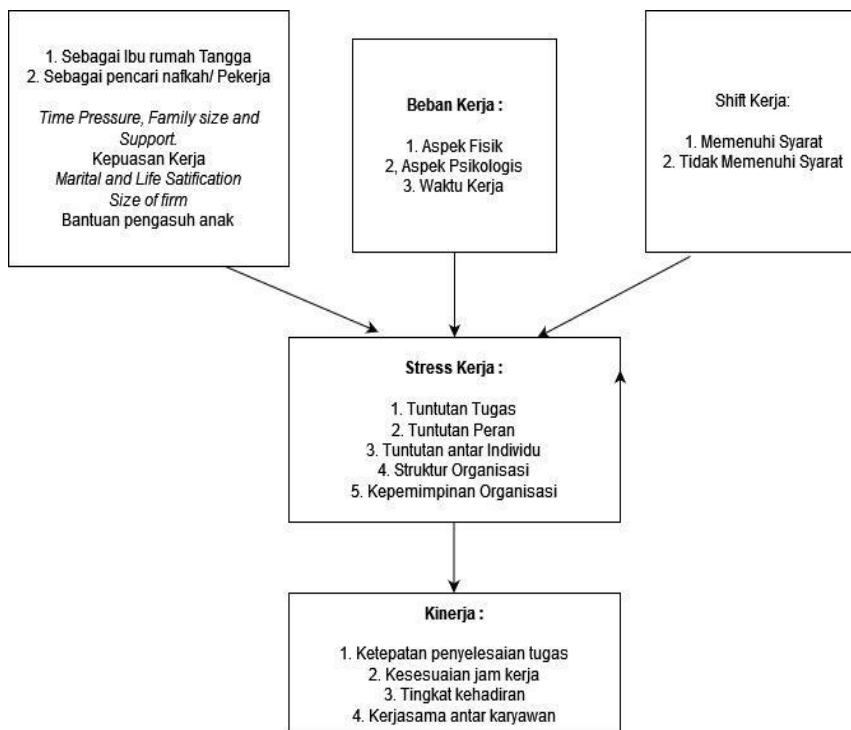 1. Sebagai Ibu rumah Tangga
2. Sebagai pencari nafkah/ Pekerja
Time Pressure, Family size and
Support.
Kepuasan Kerja
Marital and Life Satification
Size of firm
Bantuan pengasuh anak
Beban Kerja :
1. Aspek Fisik
2, Aspek Psikologis
3. Waktu Kerja
Shift Kerja:
1. Memenuhi Syarat
2. Tidak Memenuhi Syarat
Stress Kerja :
1. Tuntutan Tugas
2. Tuntutan Peran
3. Tuntutan antar Individu
4. Struktur Organisasi
5. Kepemimpinan Organisasi
Kinerja :
1. Ketepatan penyelesaian tugas
2. Kesesuaian jam kerja
3. Tingkat kehadiran
4. Kerjasama antar karyawan